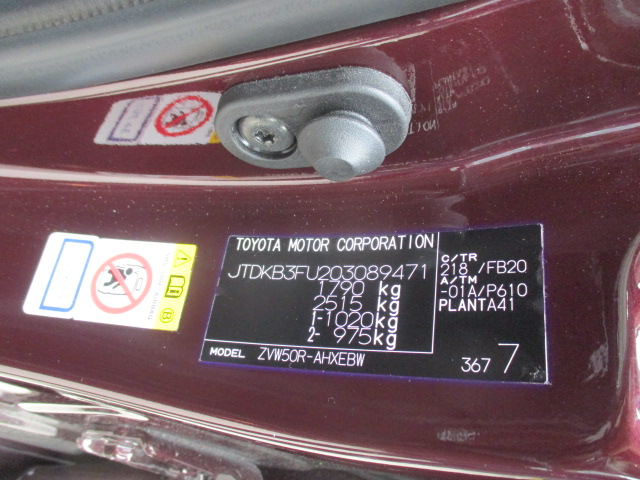 TOYOTA MOTOR CORPORATION
JTDKB3FU203089471
1790 kg
2515 kg
1-1020kg
2- 975kg
MODEL ZVW50R-AHXEBW
C/TR
218 /FB20
A/TM
-01A/P610
PLANTA41
367 7